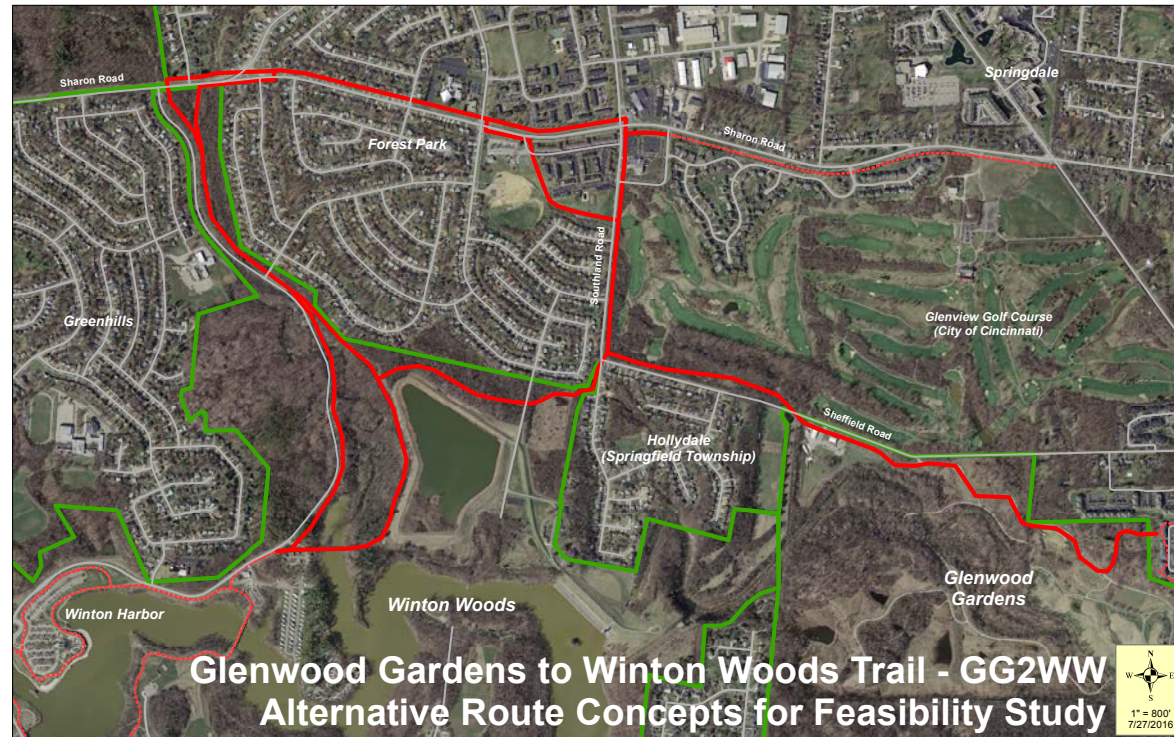 Sharon Road
Springdale
Forest Park
Sharon Road
Southland Road
Greenhills
Glenview Golf Course
(City of Cincinnati)
Sheffield Road
Hollydale
(Springfield Township)
Glenwood
Gardens
Winton Harbor
Winton Woods
Glenwood Gardens to Winton Woods Trail - GG2WW
Alternative Route Concepts for Feasibility Study
N
W E
S
1" = 800'
7/27/2016